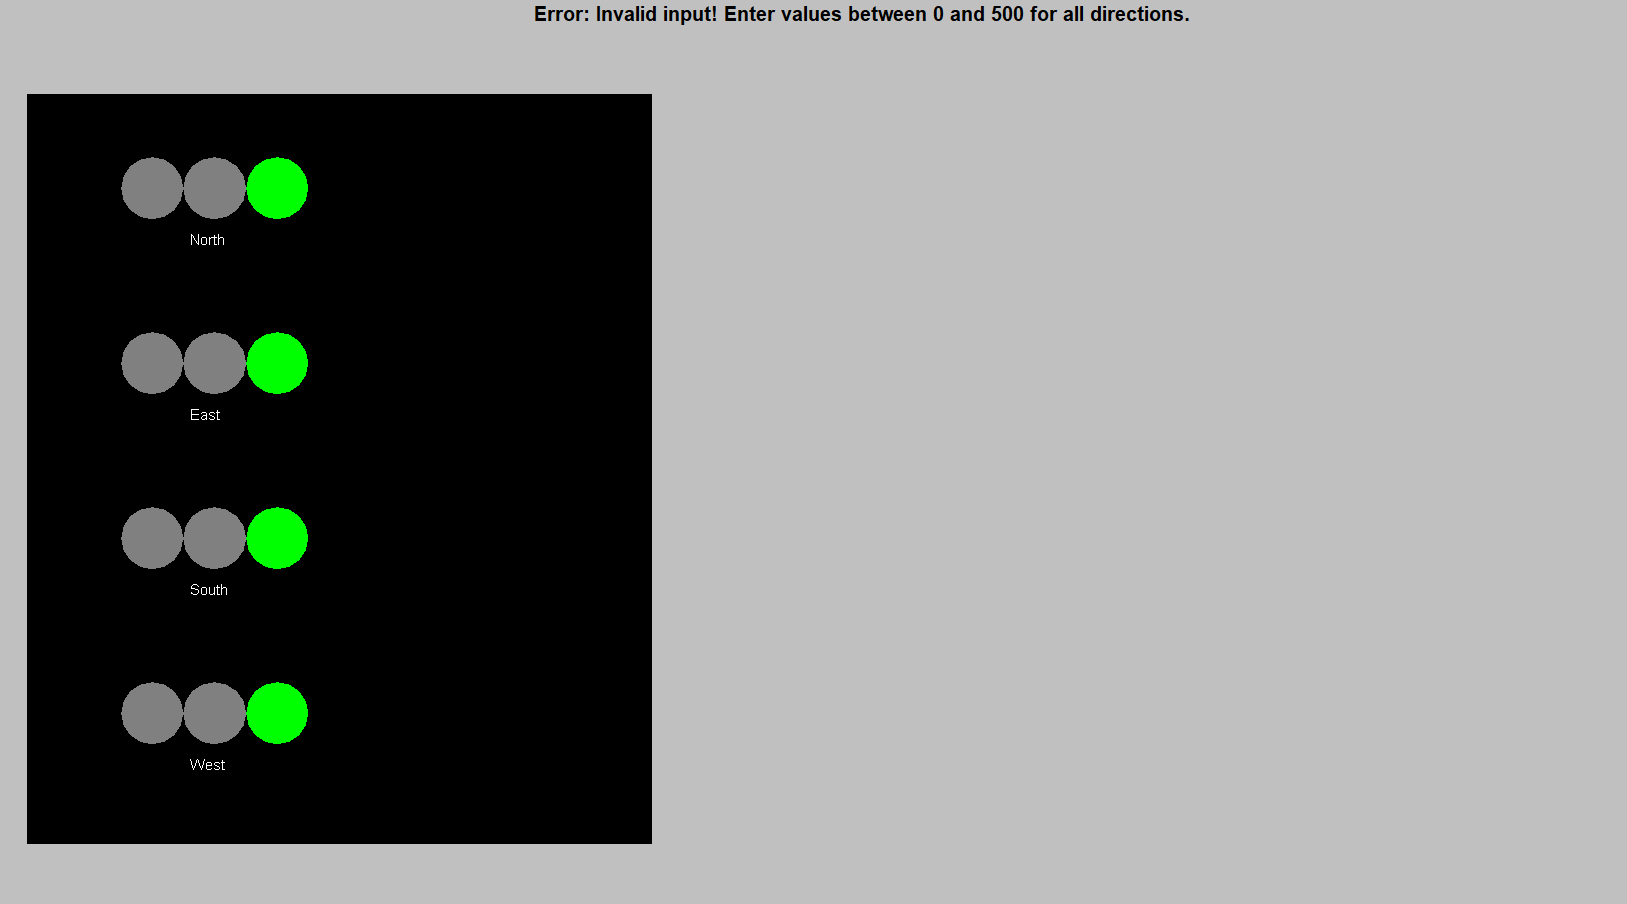 Error: Invalid input! Enter values between 0 and 500 for all directions.
North
East
South
West